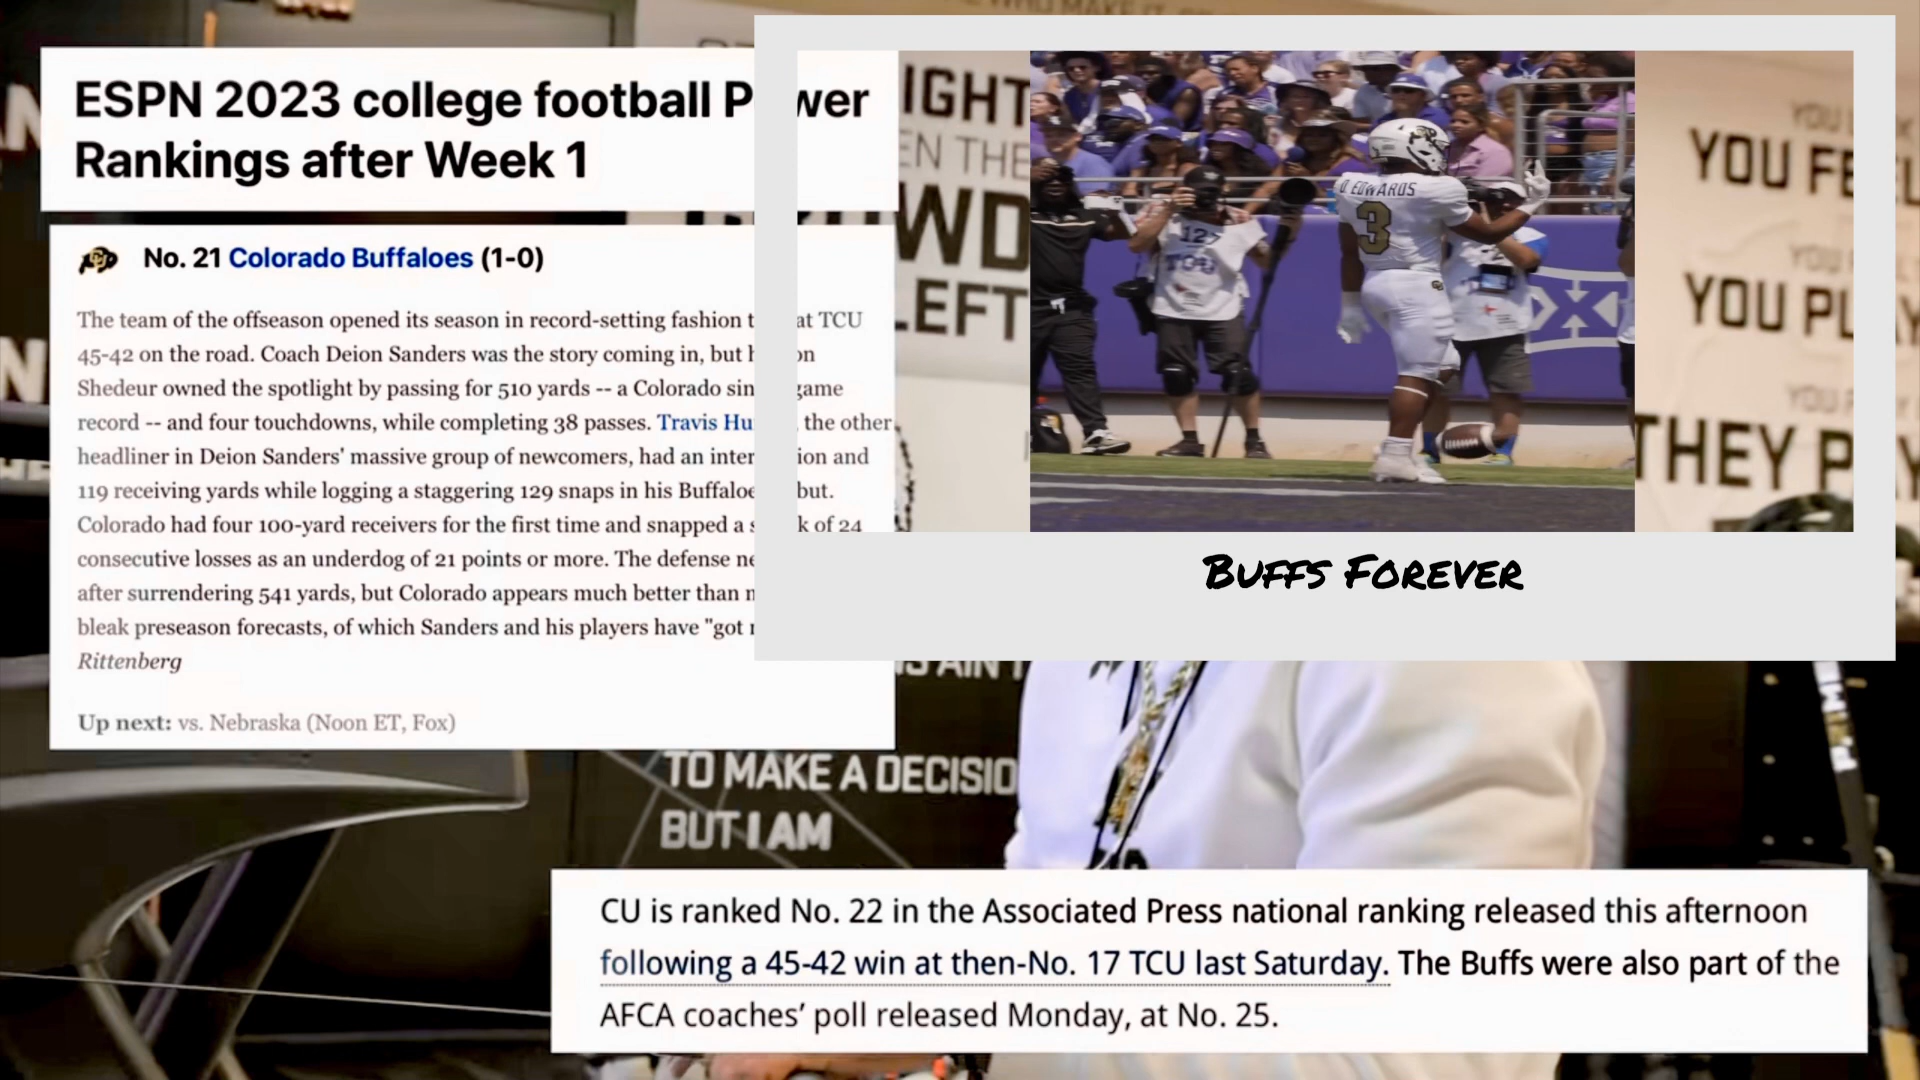 ESPN 2023 college football P wer
Rankings after Week 1
No. 21 Colorado Buffaloes (1-0)
The team of the offseason opened its season in record-setting fashion t at TCU
45-42 on the road. Coach Deion Sanders was the story coming in, but h on
Shedeur owned the spotlight by passing for 510 yards -- a Colorado sin game
record -- and four touchdowns, while completing 38 passes. Travis Hu , the other
headliner in Deion Sanders' massive group of newcomers, had an inter ion and
119 receiving yards while logging a staggering 129 snaps in his Buffaloe but.
Colorado had four 100-yard receivers for the first time and snapped a s k of 24
consecutive losses as an underdog of 21 points or more. The defense ne
after surrendering 541 yards, but Colorado appears much better than n
bleak preseason forecasts, of which Sanders and his players have "got r
Rittenberg
Up next: vs. Nebraska (Noon ET, Fox)
IGHT
EN THE
WD
LEFT
D. EDWARDS
3
127
TCU
YOU FEEL
YOU PLAY
THEY PAY
Buffs Forever
TO MAKE A DECISIO
BUT I AM
CU is ranked No. 22 in the Associated Press national ranking released this afternoon
following a 45-42 win at then-No. 17 TCU last Saturday. The Buffs were also part of the
AFCA coaches' poll released Monday, at No. 25.